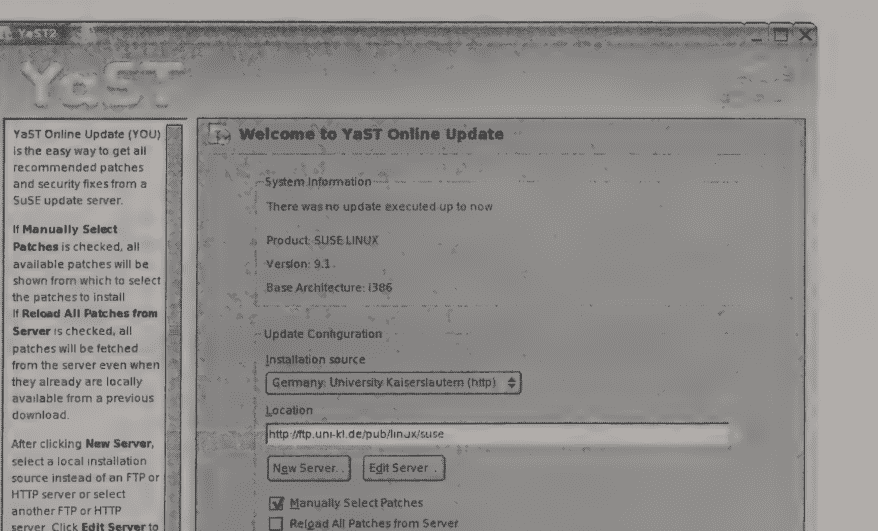 YaST2
YaST
YaST Online Update (YOU)
is the easy way to get all
recommended patches
and security fixes from a
SuSE update server.
If Manually Select
Patches is checked, all
available patches will be
shown from which to select
the patches to install
If Reload All Patches from
Server is checked, all
patches will be fetched
from the server even when
they already are locally
available from a previous
download.
After clicking New Server,
select a local installation
source instead of an FTP or
HTTP server or select
another FTP or HTTP
server. Click Edit Server to
Welcome to YaST Online Update
System Information
There was no update executed up to now
Product: SUSE LINUX
Version: 9.1
Base Architecture: i386
Update Configuration
Installation source
Germany: University Kaiserslautern (http)
Location
http://ftp.uni-kl.de/pub/linux/suse
New Server...
Edit Server...
Manually Select Patches
Reload All Patches from Server